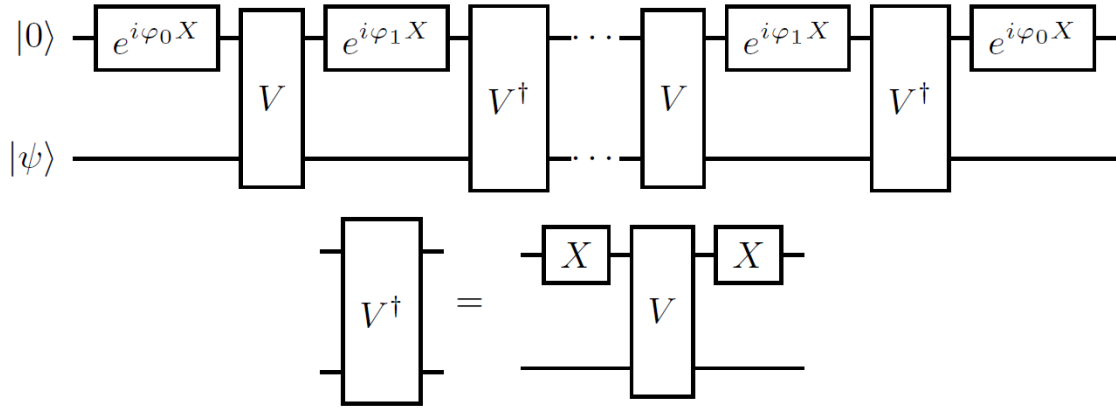 |0⟩ e^{iφ₀X} V e^{iφ₁X} V† ··· V e^{iφ₁X} V† e^{iφ₀X}
|ψ⟩ ···
V† = X V X